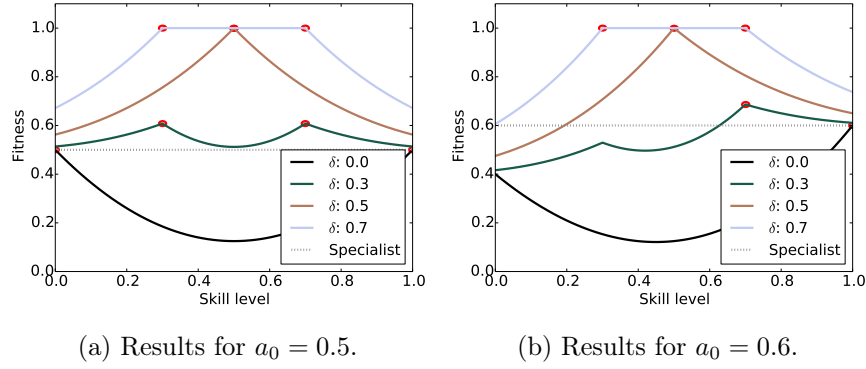 1.0
0.8
0.6
0.4
0.2
0.0
Fitness
0.0 0.2 0.4 0.6 0.8 1.0
Skill level
δ: 0.0
δ: 0.3
δ: 0.5
δ: 0.7
Specialist
(a) Results for a₀ = 0.5.
1.0
0.8
0.6
0.4
0.2
0.0
Fitness
0.0 0.2 0.4 0.6 0.8 1.0
Skill level
δ: 0.0
δ: 0.3
δ: 0.5
δ: 0.7
Specialist
(b) Results for a₀ = 0.6.